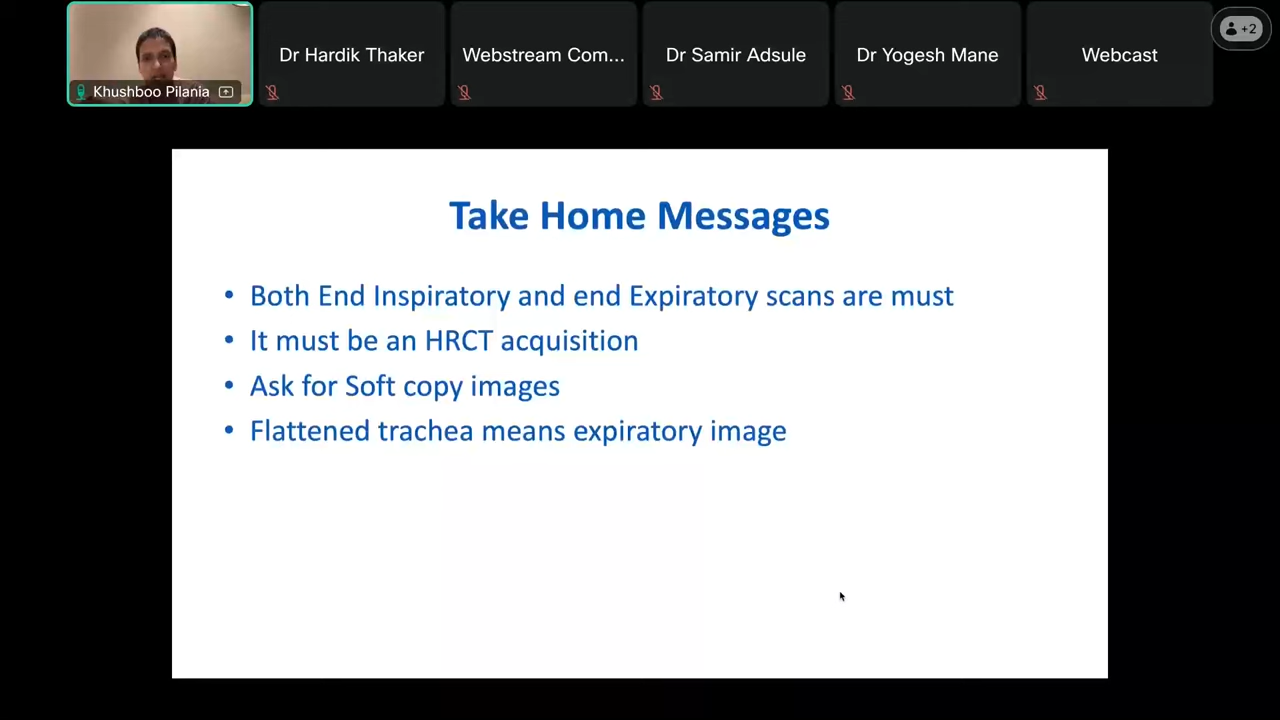 Khushboo Pilania
Dr Hardik Thaker
Webstream Com...
Dr Samir Adsule
Dr Yogesh Mane
Webcast
+2
Take Home Messages
• Both End Inspiratory and end Expiratory scans are must
• It must be an HRCT acquisition
• Ask for Soft copy images
• Flattened trachea means expiratory image